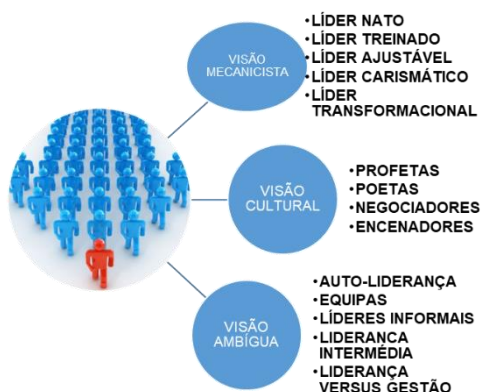 VISÃO
MECANICISTA
•LÍDER NATO
•LÍDER TREINADO
•LÍDER AJUSTÁVEL
•LÍDER CARISMÁTICO
•LÍDER
TRANSFORMACIONAL
VISÃO
CULTURAL
•PROFETAS
•POETAS
•NEGOCIADORES
•ENCENADORES
VISÃO
AMBÍGUA
•AUTO-LIDERANÇA
•EQUIPAS
•LÍDERES INFORMAIS
•LIDERANCA
INTERMÉDIA
•LIDERANÇA
VERSUS GESTÃO